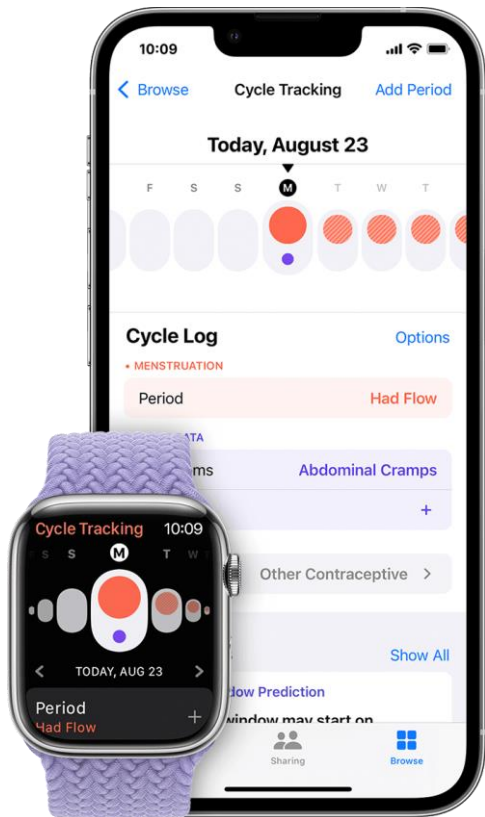 10:09
Browse
Cycle Tracking
Add Period
Today, August 23
F S S M T W T
Cycle Log
Options
• MENSTRUATION
Period
Had Flow
ATA
ms
Abdominal Cramps
+
Other Contraceptive >
Show All
dow Prediction
window may start on
Sharing
Browse
Cycle Tracking 10:09
S S M T W
< TODAY, AUG 23 >
Period
Had Flow
+